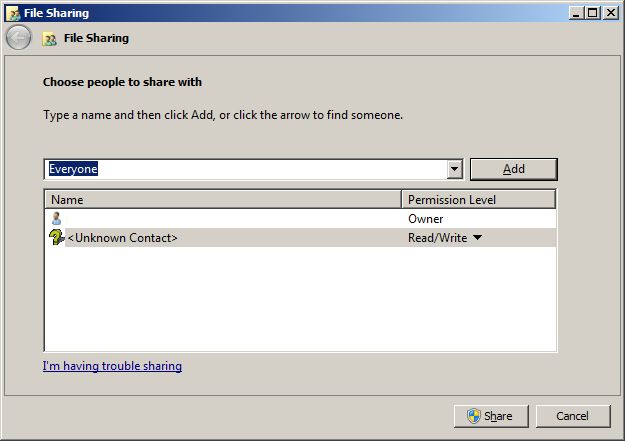 File Sharing
File Sharing
Choose people to share with
Type a name and then click Add, or click the arrow to find someone.
Everyone
Add
Name Permission Level
Owner
<Unknown Contact> Read/Write
I'm having trouble sharing
Share Cancel